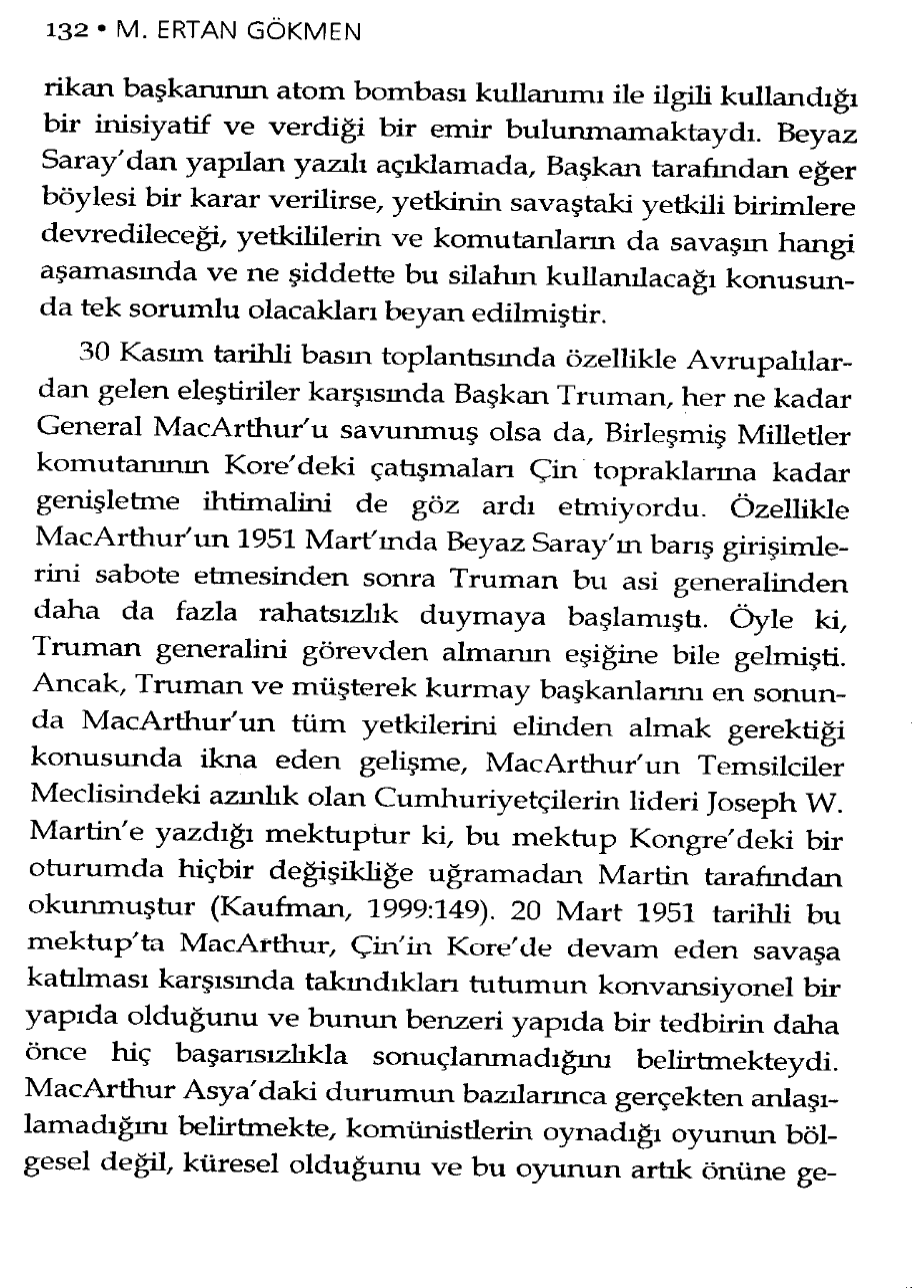 132 • M. ERTAN GÖKMEN
rikan başkanının atom bombası kullanımı ile ilgili kullandığı
bir inisiyatif ve verdiği bir emir bulunmamaktaydı. Beyaz
Saray'dan yapılan yazılı açıklamada, Başkan tarafından eğer
böylesi bir karar verilirse, yetkinin savaştaki yetkili birimlere
devredileceği, yetkililerin ve komutanların da savaşın hangi
aşamasında ve ne şiddette bu silahın kullanılacağı konusun-
da tek sorumlu olacakları beyan edilmiştir.
30 Kasım tarihli basın toplantısında özellikle Avrupalılar-
dan gelen eleştiriler karşısında Başkan Truman, her ne kadar
General MacArthur'u savunmuş olsa da, Birleşmiş Milletler
komutanının Kore'deki çatışmaları Çin topraklarına kadar
genişletme ihtimalini de göz ardı etmiyordu. Özellikle
MacArthur'un 1951 Mart'ında Beyaz Saray'ın barış girişimle-
rini sabote etmesinden sonra Truman bu asi generalinden
daha da fazla rahatsızlık duymaya başlamıştı. Öyle ki,
Truman generalini görevden almanın eşiğine bile gelmişti.
Ancak, Truman ve müşterek kurmay başkanlarını en sonun-
da MacArthur'un tüm yetkilerini elinden almak gerektiği
konusunda ikna eden gelişme, MacArthur'un Temsilciler
Meclisindeki azınlık olan Cumhuriyetçilerin lideri Joseph W.
Martin'e yazdığı mektuptur ki, bu mektup Kongre'deki bir
oturumda hiçbir değişikliğe uğramadan Martin tarafından
okunmuştur (Kaufman, 1999:149). 20 Mart 1951 tarihli bu
mektup'ta MacArthur, Çin'in Kore'de devam eden savaşa
katılması karşısında takındıkları tutumun konvansiyonel bir
yapıda olduğunu ve bunun benzeri yapıda bir tedbirin daha
önce hiç başarısızlıkla sonuçlanmadığını belirtmekteydi.
MacArthur Asya'daki durumun bazılarınca gerçekten anlaşı-
lamadığını belirtmekte, komünistlerin oynadığı oyunun böl-
gesel değil, küresel olduğunu ve bu oyunun artık önüne ge-